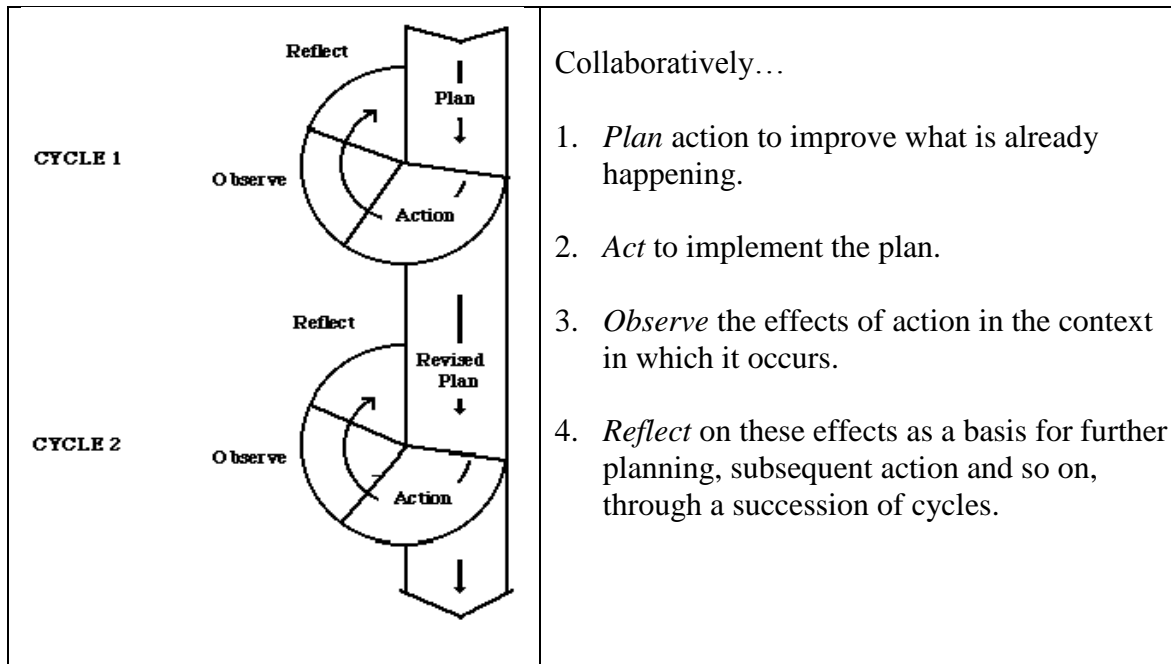 Reflect
Plan
CYCLE 1
Observe
Action
Reflect
Revised
Plan
CYCLE 2
Observe
Action
Collaboratively…
1. Plan action to improve what is already
happening.
2. Act to implement the plan.
3. Observe the effects of action in the context
in which it occurs.
4. Reflect on these effects as a basis for further
planning, subsequent action and so on,
through a succession of cycles.